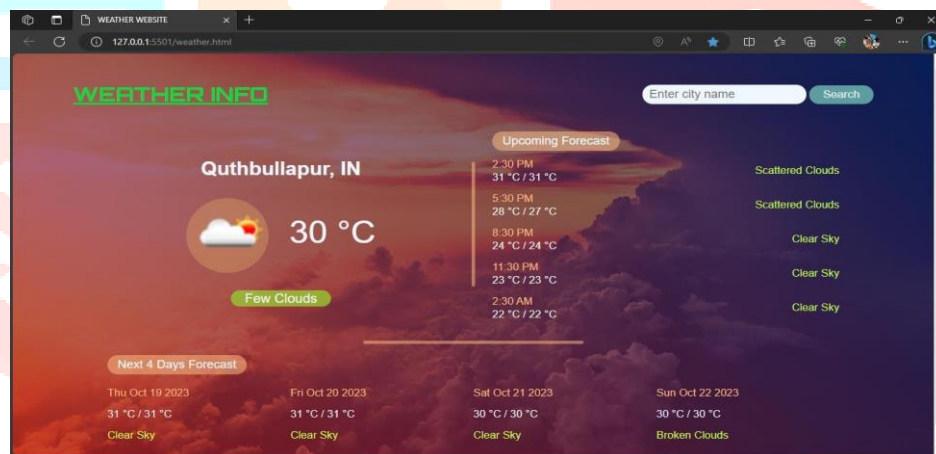 WEATHER WEBSITE
127.0.0.1:5501/weather.html
WEATHER INFO
Enter city name
Search
Quthbullapur, IN
30 °C
Few Clouds
Upcoming Forecast
2:30 PM
31 °C / 31 °C
Scattered Clouds
5:30 PM
28 °C / 27 °C
Scattered Clouds
8:30 PM
24 °C / 24 °C
Clear Sky
11:30 PM
23 °C / 23 °C
Clear Sky
2:30 AM
22 °C / 22 °C
Clear Sky
Next 4 Days Forecast
Thu Oct 19 2023
31 °C / 31 °C
Clear Sky
Fri Oct 20 2023
31 °C / 31 °C
Clear Sky
Sat Oct 21 2023
30 °C / 30 °C
Clear Sky
Sun Oct 22 2023
30 °C / 30 °C
Broken Clouds